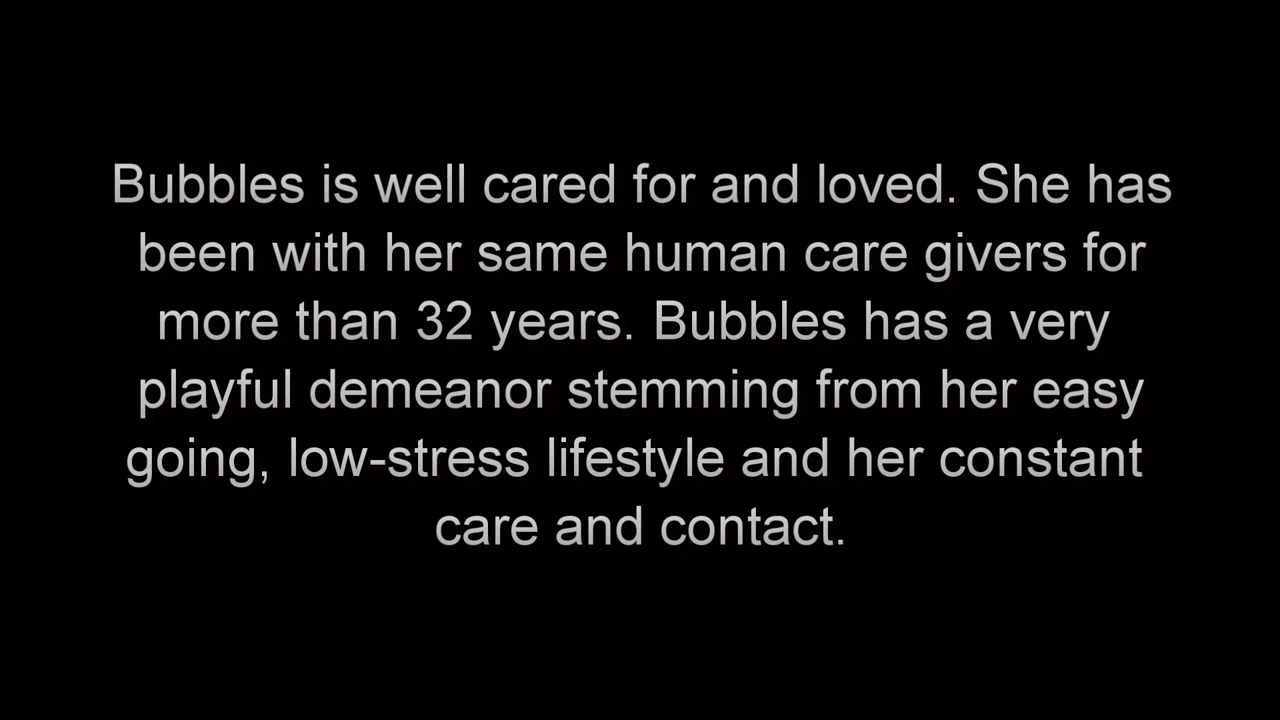 Bubbles is well cared for and loved. She has
been with her same human care givers for
more than 32 years. Bubbles has a very
playful demeanor stemming from her easy
going, low-stress lifestyle and her constant
care and contact.